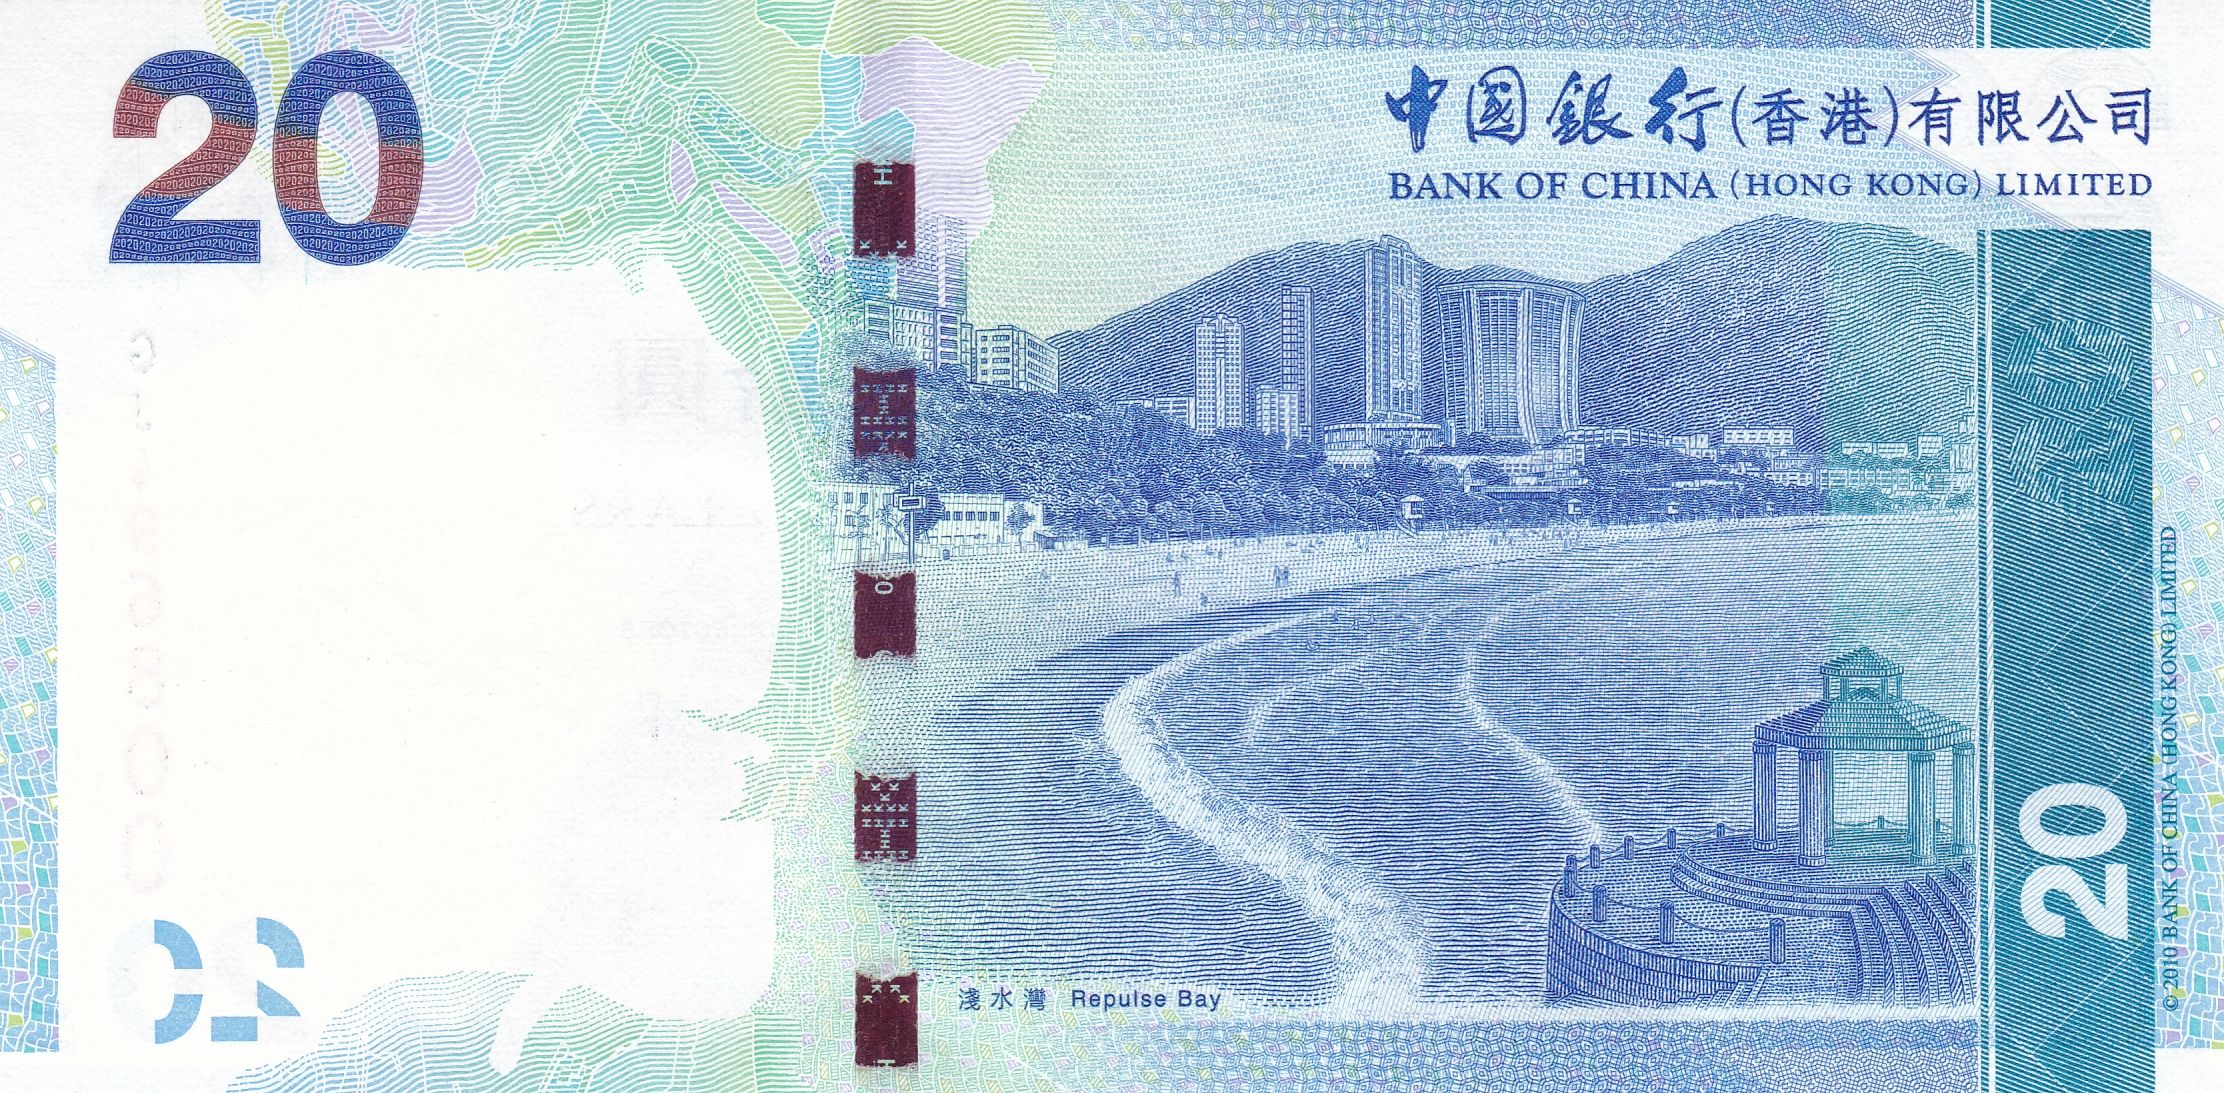 20
中國銀行(香港)有限公司
BANK OF CHINA (HONG KONG) LIMITED
淺水灣 Repulse Bay
20
© 2010 BANK OF CHINA (HONG KONG) LIMITED